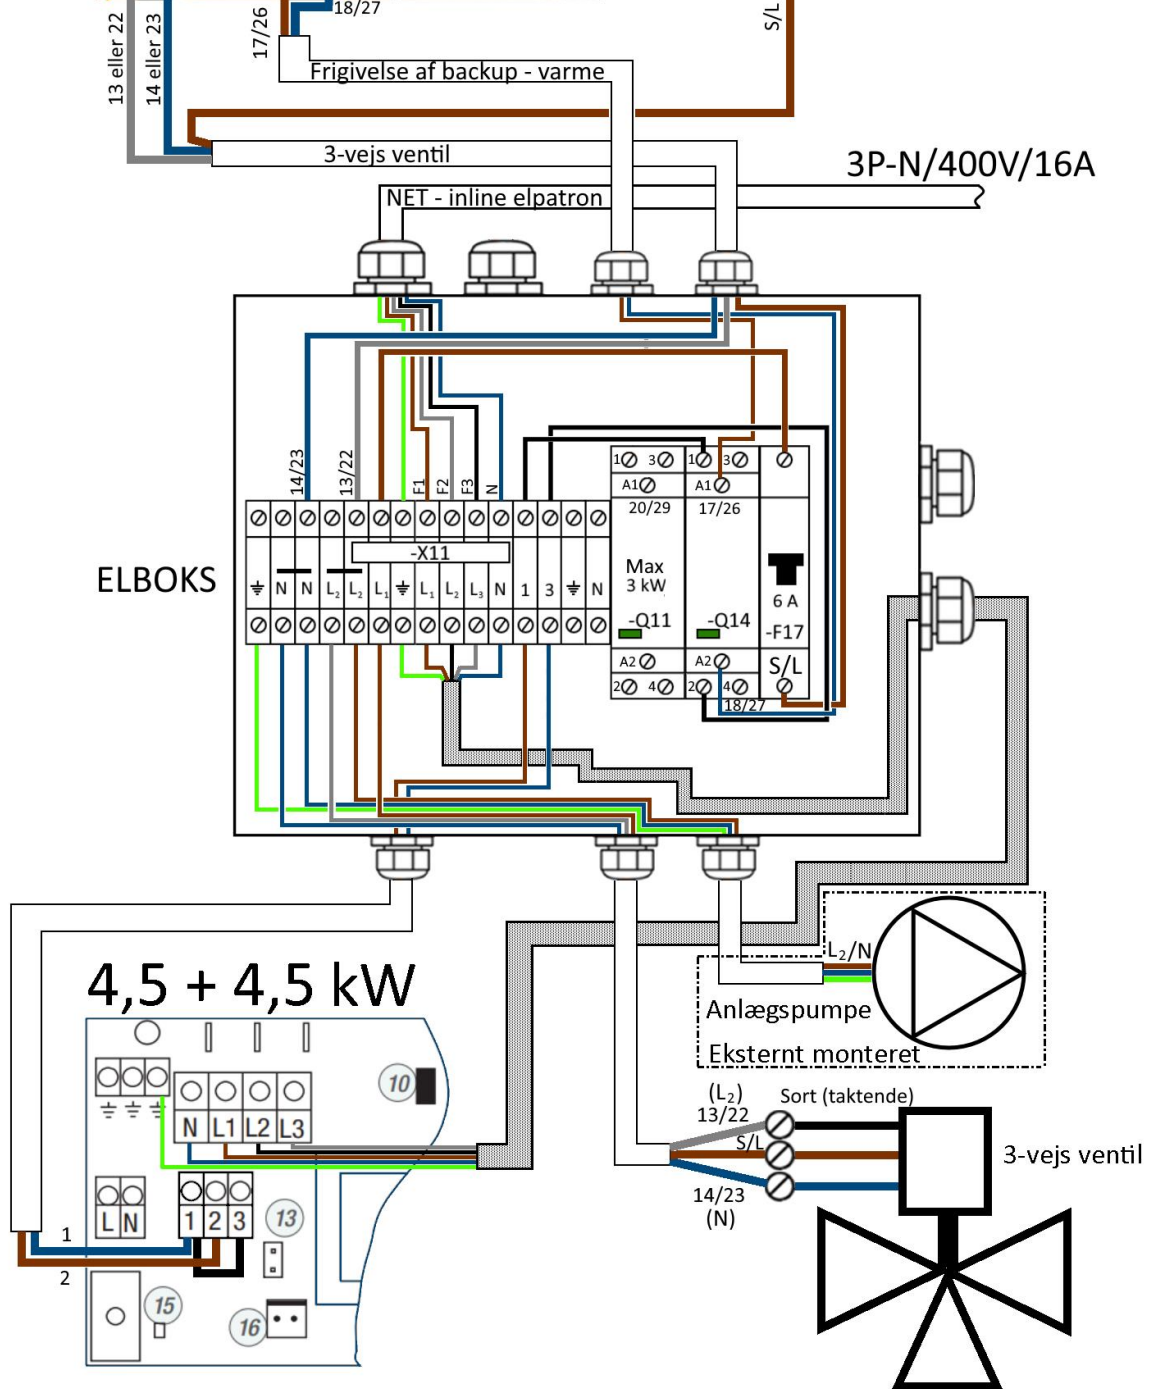 13 eller 22
14 eller 23
17/26
18/27
S/L
Frigivelse af backup - varme
3-vejs ventil
3P-N/400V/16A
NET - inline elpatron
14/23
13/22
F1
F2
F3
N
1 3 1 3
A1 A1
20/29 17/26
-X11
ELBOKS
N N L2 L2 L1 L1 L2 L3 N 1 3 N
Max
3 kW
6 A
-Q11 -Q14 -F17
A2 A2 S/L
2 4 2 4
18/27
4,5 + 4,5 kW
L2/N
Anlægspumpe
Eksternt monteret
10
N L1 L2 L3
(L2)
13/22
Sort (taktende)
S/L
3-vejs ventil
14/23
(N)
L N
1 2 3
13
1
2
15
16